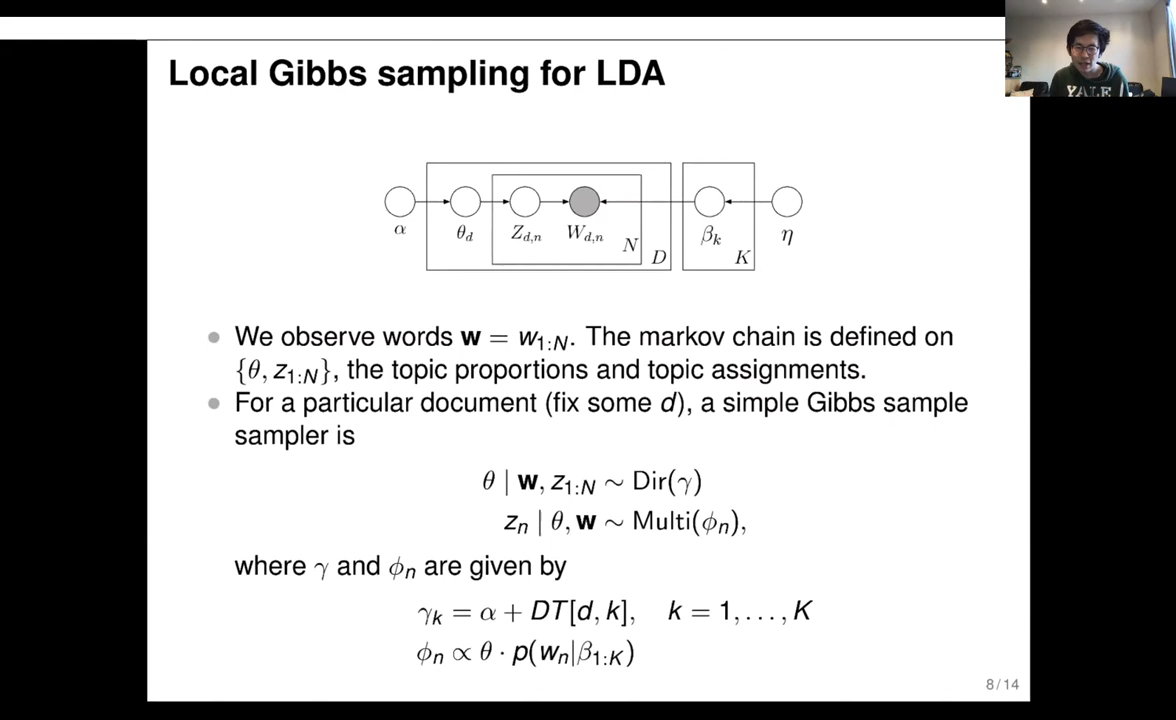 Local Gibbs sampling for LDA
YALE
α θ_d Z_{d,n} W_{d,n} N D β_k K η
• We observe words w = w_{1:N}. The markov chain is defined on
{θ, z_{1:N}}, the topic proportions and topic assignments.
• For a particular document (fix some d), a simple Gibbs sample
sampler is
θ | w, z_{1:N} ∼ Dir(γ)
z_n | θ, w ∼ Multi(ϕ_n),
where γ and ϕ_n are given by
γ_k = α + DT[d, k], k = 1, . . . , K
ϕ_n ∝ θ · p(w_n|β_{1:K})
8 / 14